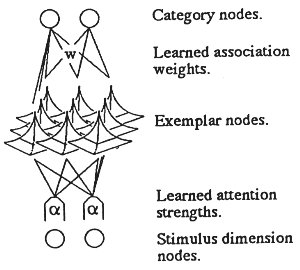 Category nodes.
w
Learned association
weights.
Exemplar nodes.
Learned attention
strengths.
α α
Stimulus dimension
nodes.